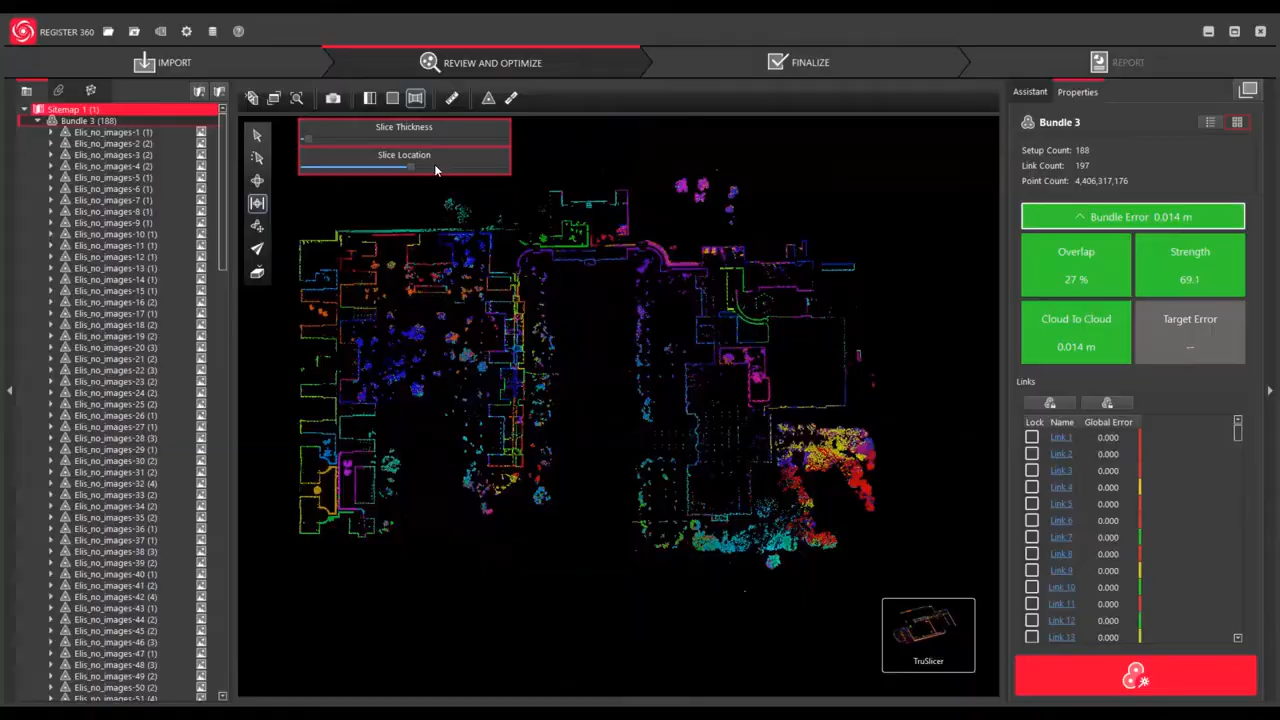 REGISTER 360
IMPORT
REVIEW AND OPTIMIZE
FINALIZE
REPORT
Sitemap 1 (1)
Bundle 3 (188)
Elis_no_images-1 (1)
Elis_no_images-2 (2)
Elis_no_images-3 (2)
Elis_no_images-4 (2)
Elis_no_images-5 (1)
Elis_no_images-6 (1)
Elis_no_images-7 (1)
Elis_no_images-8 (1)
Elis_no_images-9 (1)
Elis_no_images-10 (1)
Elis_no_images-11 (1)
Elis_no_images-12 (1)
Elis_no_images-13 (1)
Elis_no_images-14 (1)
Elis_no_images-15 (1)
Elis_no_images-16 (2)
Elis_no_images-17 (1)
Elis_no_images-18 (2)
Elis_no_images-19 (2)
Elis_no_images-20 (3)
Elis_no_images-21 (2)
Elis_no_images-22 (3)
Elis_no_images-23 (2)
Elis_no_images-24 (2)
Elis_no_images-25 (2)
Elis_no_images-26 (1)
Elis_no_images-27 (1)
Elis_no_images-28 (3)
Elis_no_images-29 (1)
Elis_no_images-30 (2)
Elis_no_images-31 (2)
Elis_no_images-32 (4)
Elis_no_images-33 (2)
Elis_no_images-34 (2)
Elis_no_images-35 (2)
Elis_no_images-36 (1)
Elis_no_images-37 (1)
Elis_no_images-38 (3)
Elis_no_images-39 (2)
Elis_no_images-40 (1)
Elis_no_images-41 (2)
Elis_no_images-42 (4)
Elis_no_images-43 (1)
Elis_no_images-44 (2)
Elis_no_images-45 (2)
Elis_no_images-46 (3)
Elis_no_images-47 (1)
Elis_no_images-48 (3)
Elis_no_images-49 (2)
Elis_no_images-50 (2)
Elis_no_images-51 (4)
Slice Thickness
Slice Location
TruSlicer
Assistant
Properties
Bundle 3
Setup Count: 188
Link Count: 197
Point Count: 4,406,317,176
Bundle Error 0.014 m
Overlap
27 %
Strength
69.1
Cloud To Cloud
0.014 m
Target Error
--
Links
Lock Name Global Error
Link 1 0.000
Link 2 0.000
Link 3 0.000
Link 4 0.000
Link 5 0.000
Link 6 0.000
Link 7 0.000
Link 8 0.000
Link 9 0.000
Link 10 0.000
Link 11 0.000
Link 12 0.000
Link 13 0.000